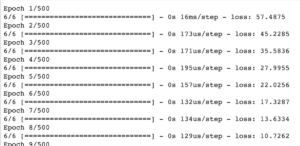 Epoch 1/500
6/6 [==============================] - 0s 16ms/step - loss: 57.4875
Epoch 2/500
6/6 [==============================] - 0s 173us/step - loss: 45.2285
Epoch 3/500
6/6 [==============================] - 0s 171us/step - loss: 35.5836
Epoch 4/500
6/6 [==============================] - 0s 195us/step - loss: 27.9955
Epoch 5/500
6/6 [==============================] - 0s 157us/step - loss: 22.0256
Epoch 6/500
6/6 [==============================] - 0s 132us/step - loss: 17.3287
Epoch 7/500
6/6 [==============================] - 0s 134us/step - loss: 13.6334
Epoch 8/500
6/6 [==============================] - 0s 129us/step - loss: 10.7262
Epoch 9/500